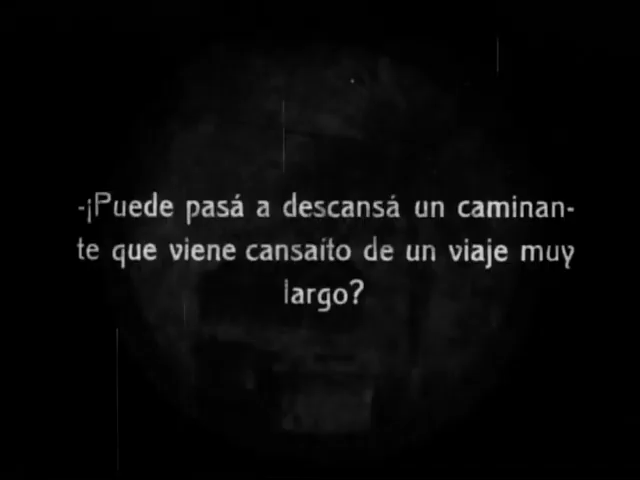 -¡Puede pasá a descansá un caminan-
te que viene cansaíto de un viaje muy
largo?